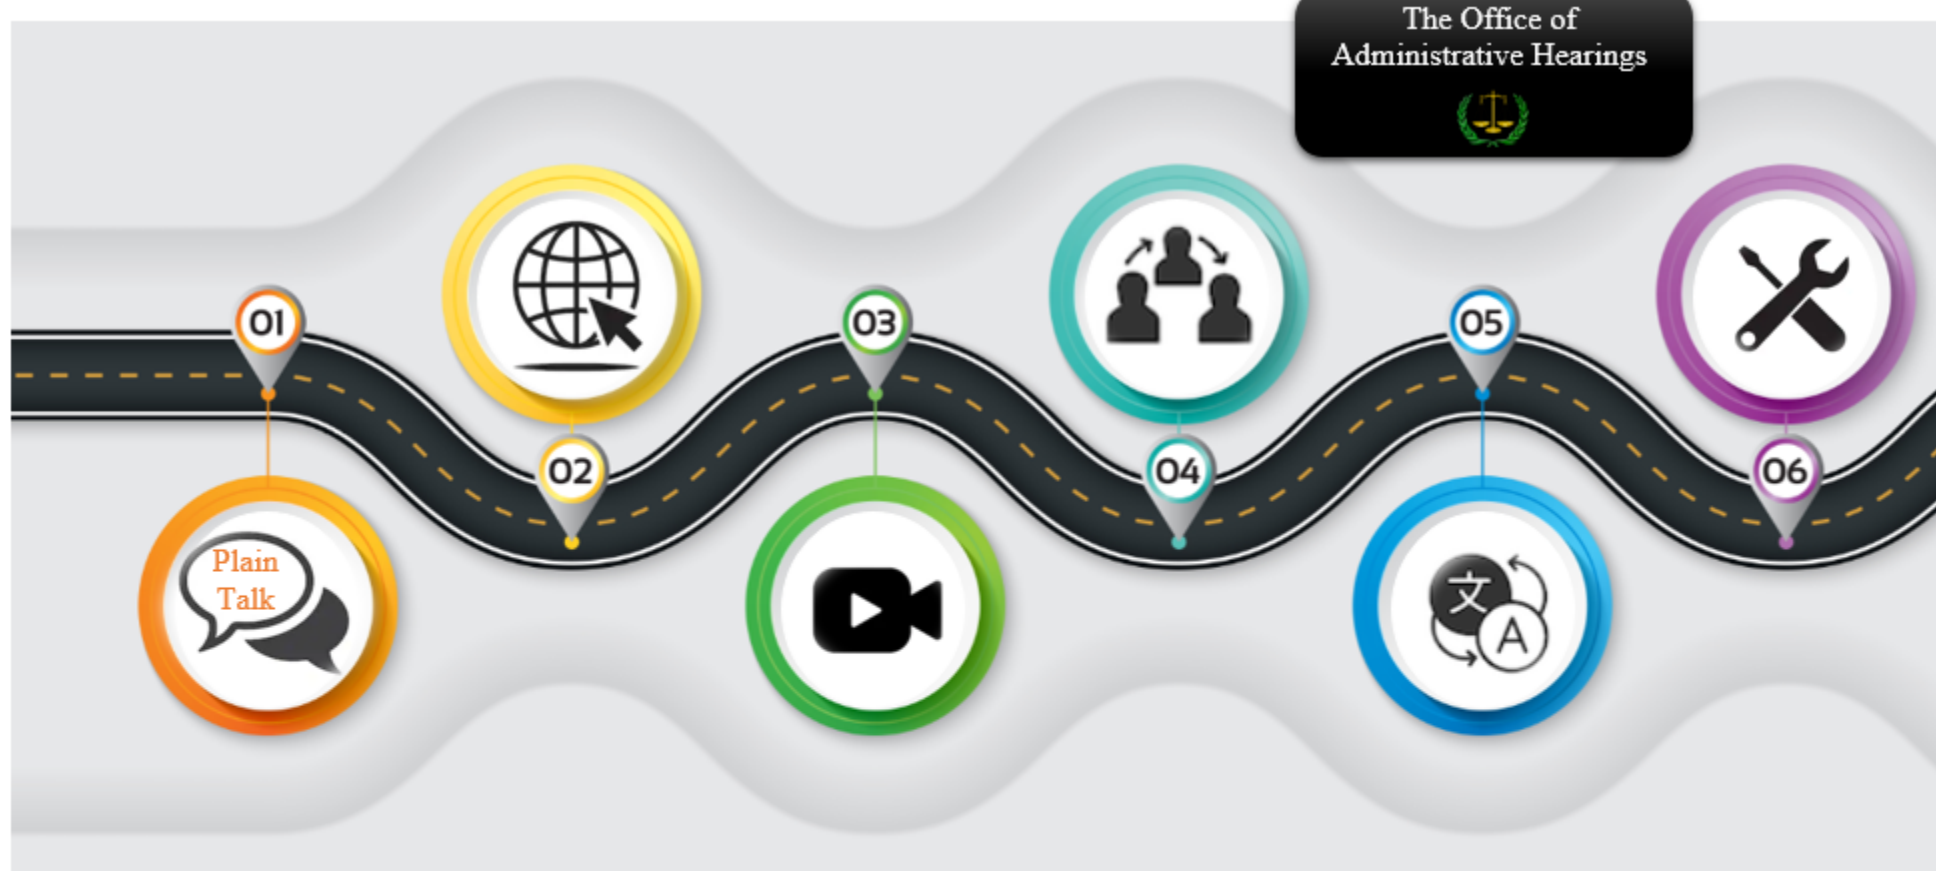 The Office of
Administrative Hearings
01
02
03
04
05
06
Plain
Talk
文
A